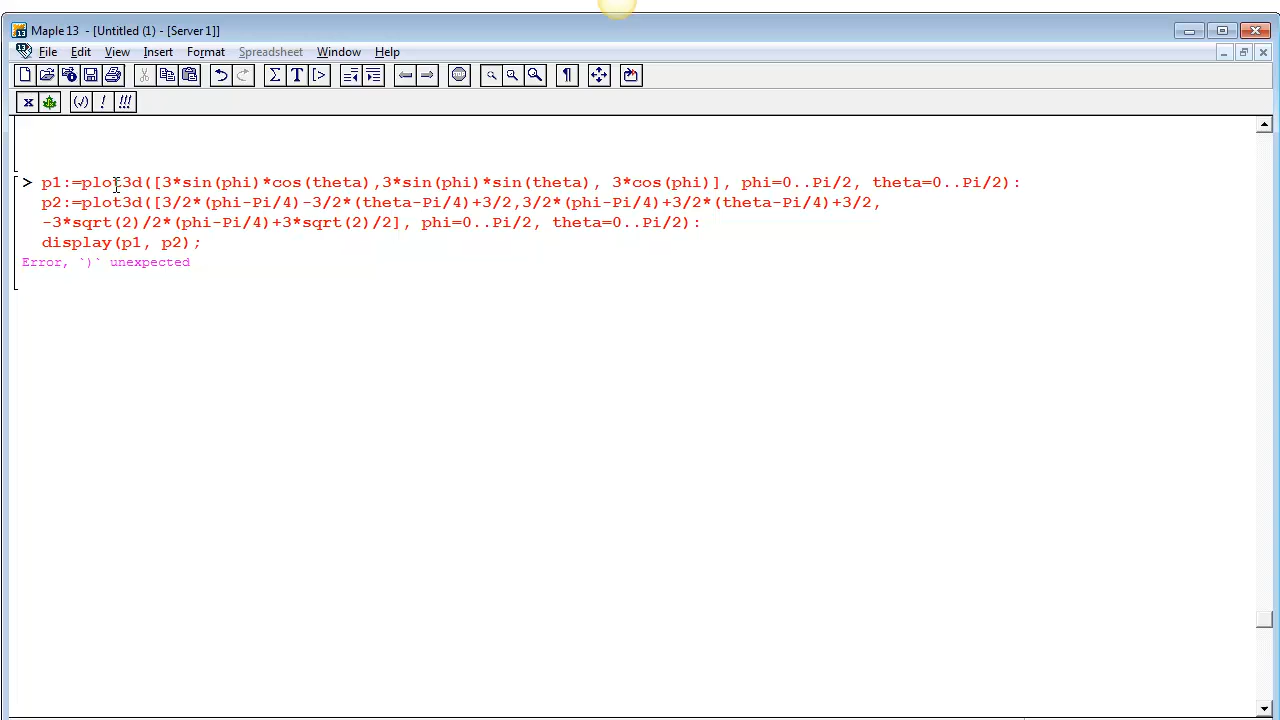 Maple 13 - [Untitled (1) - [Server 1]]
File Edit View Insert Format Spreadsheet Window Help
> p1:=plot3d([3*sin(phi)*cos(theta),3*sin(phi)*sin(theta), 3*cos(phi)], phi=0..Pi/2, theta=0..Pi/2):
p2:=plot3d([3/2*(phi-Pi/4)-3/2*(theta-Pi/4)+3/2,3/2*(phi-Pi/4)+3/2*(theta-Pi/4)+3/2,
-3*sqrt(2)/2*(phi-Pi/4)+3*sqrt(2)/2], phi=0..Pi/2, theta=0..Pi/2):
display(p1, p2);
Error, `)` unexpected